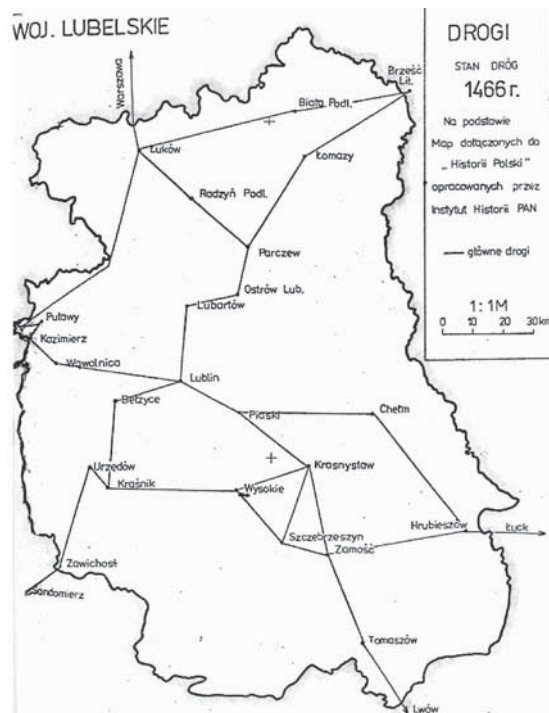 WOJ. LUBELSKIE
DROGI
STAN DRÓG
1466 r.
Na podstawie
Map dołączonych do
„Historii Polski"
opracowanych przez
Instytut Historii PAN
główne drogi
1:1M
0 10 20 30km
Warszawa
Brześć
Lit.
Biała Podl.
Łuków
Łomazy
Radzyń Podl.
Parczew
Ostrów Lub.
Lubartów
Puławy
Kazimierz
Wąwolnica
Lublin
Bełżyce
Piaski
Chełm
Urzędów
Krasnystaw
Kraśnik
Wysokie
Hrubieszów
Łuck
Szczebrzeszyn
Zamość
Zawichost
Sandomierz
Tomaszów
Lwów